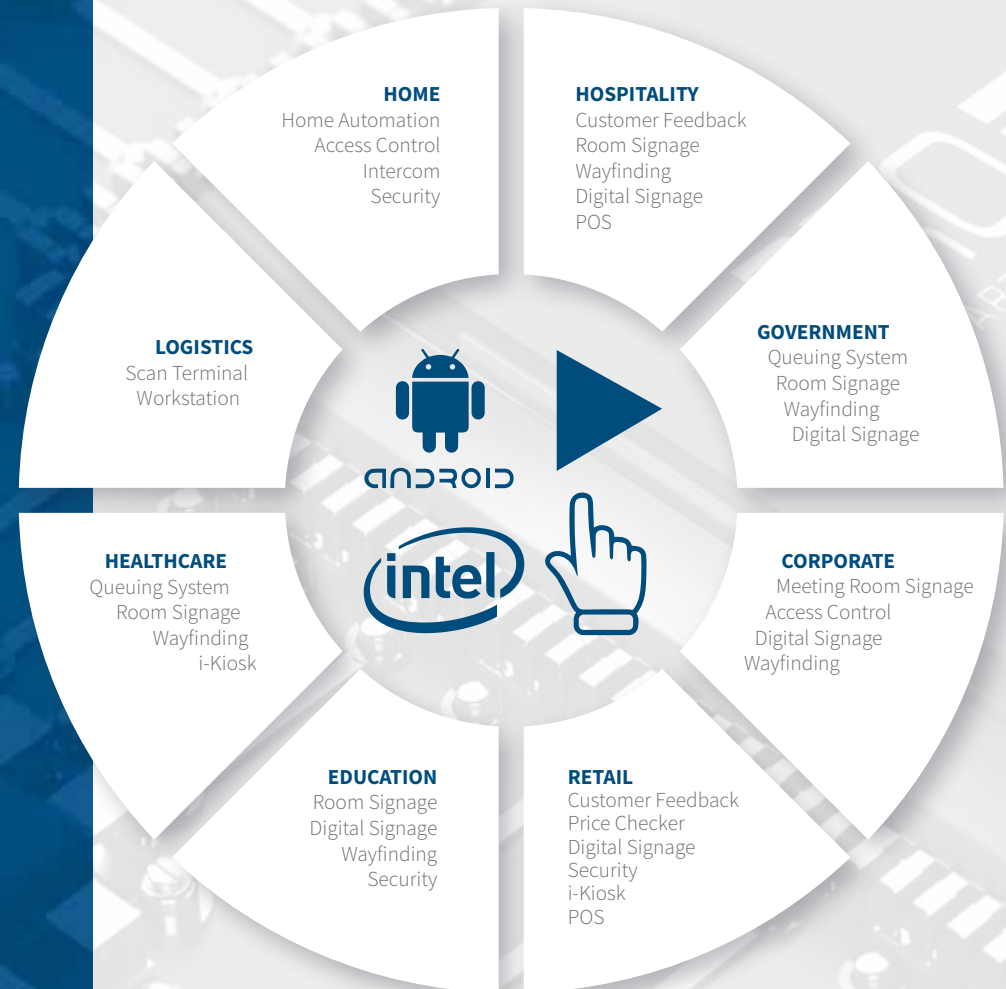 HOME
Home Automation
Access Control
Intercom
Security
HOSPITALITY
Customer Feedback
Room Signage
Wayfinding
Digital Signage
POS
GOVERNMENT
Queuing System
Room Signage
Wayfinding
Digital Signage
CORPORATE
Meeting Room Signage
Access Control
Digital Signage
Wayfinding
RETAIL
Customer Feedback
Price Checker
Digital Signage
Security
i-Kiosk
POS
EDUCATION
Room Signage
Digital Signage
Wayfinding
Security
HEALTHCARE
Queuing System
Room Signage
Wayfinding
i-Kiosk
LOGISTICS
Scan Terminal
Workstation
ANDROID
intel